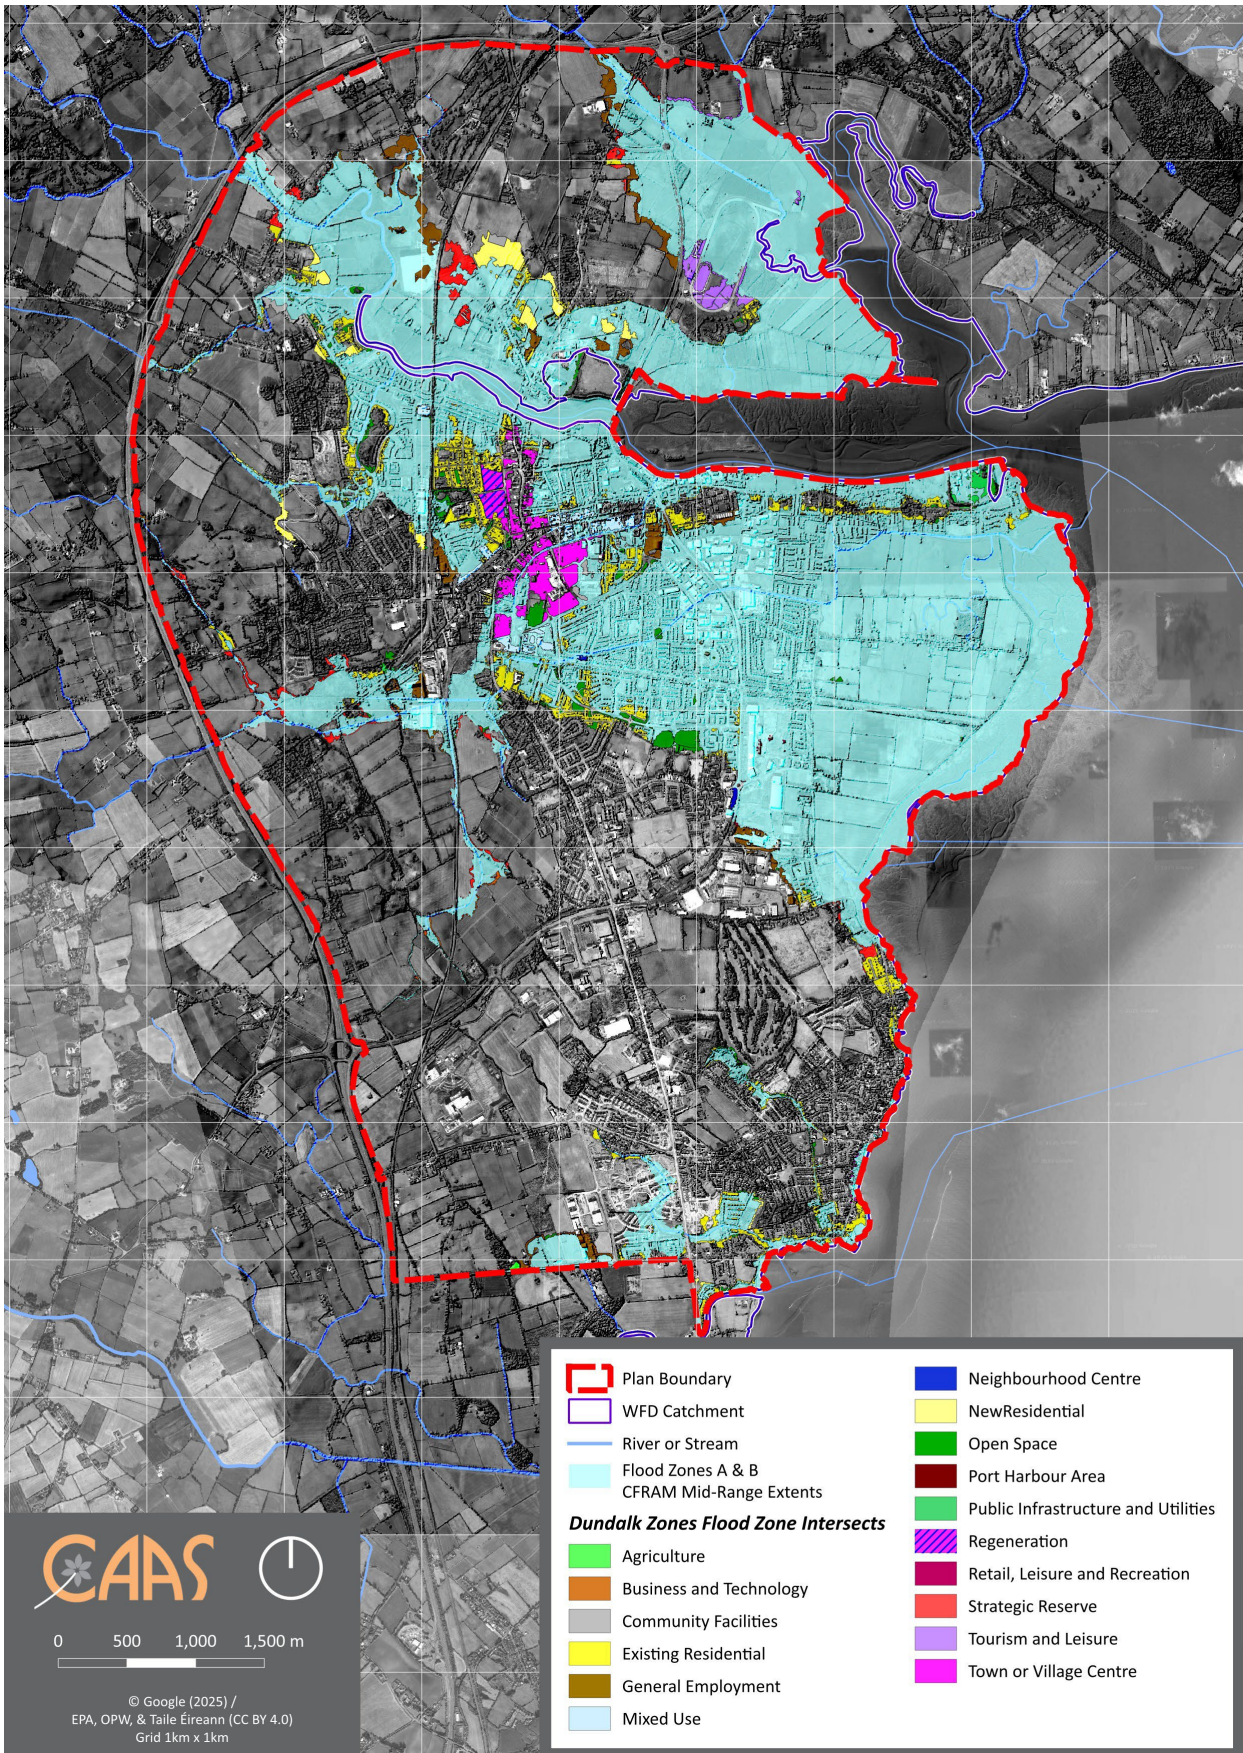 Plan Boundary
WFD Catchment
River or Stream
Flood Zones A & B
CFRAM Mid-Range Extents
Dundalk Zones Flood Zone Intersects
Agriculture
Business and Technology
Community Facilities
Existing Residential
General Employment
Mixed Use
Neighbourhood Centre
NewResidential
Open Space
Port Harbour Area
Public Infrastructure and Utilities
Regeneration
Retail, Leisure and Recreation
Strategic Reserve
Tourism and Leisure
Town or Village Centre
CAAS
0 500 1,000 1,500 m
© Google (2025) /
EPA, OPW, & Taile Éireann (CC BY 4.0)
Grid 1km x 1km